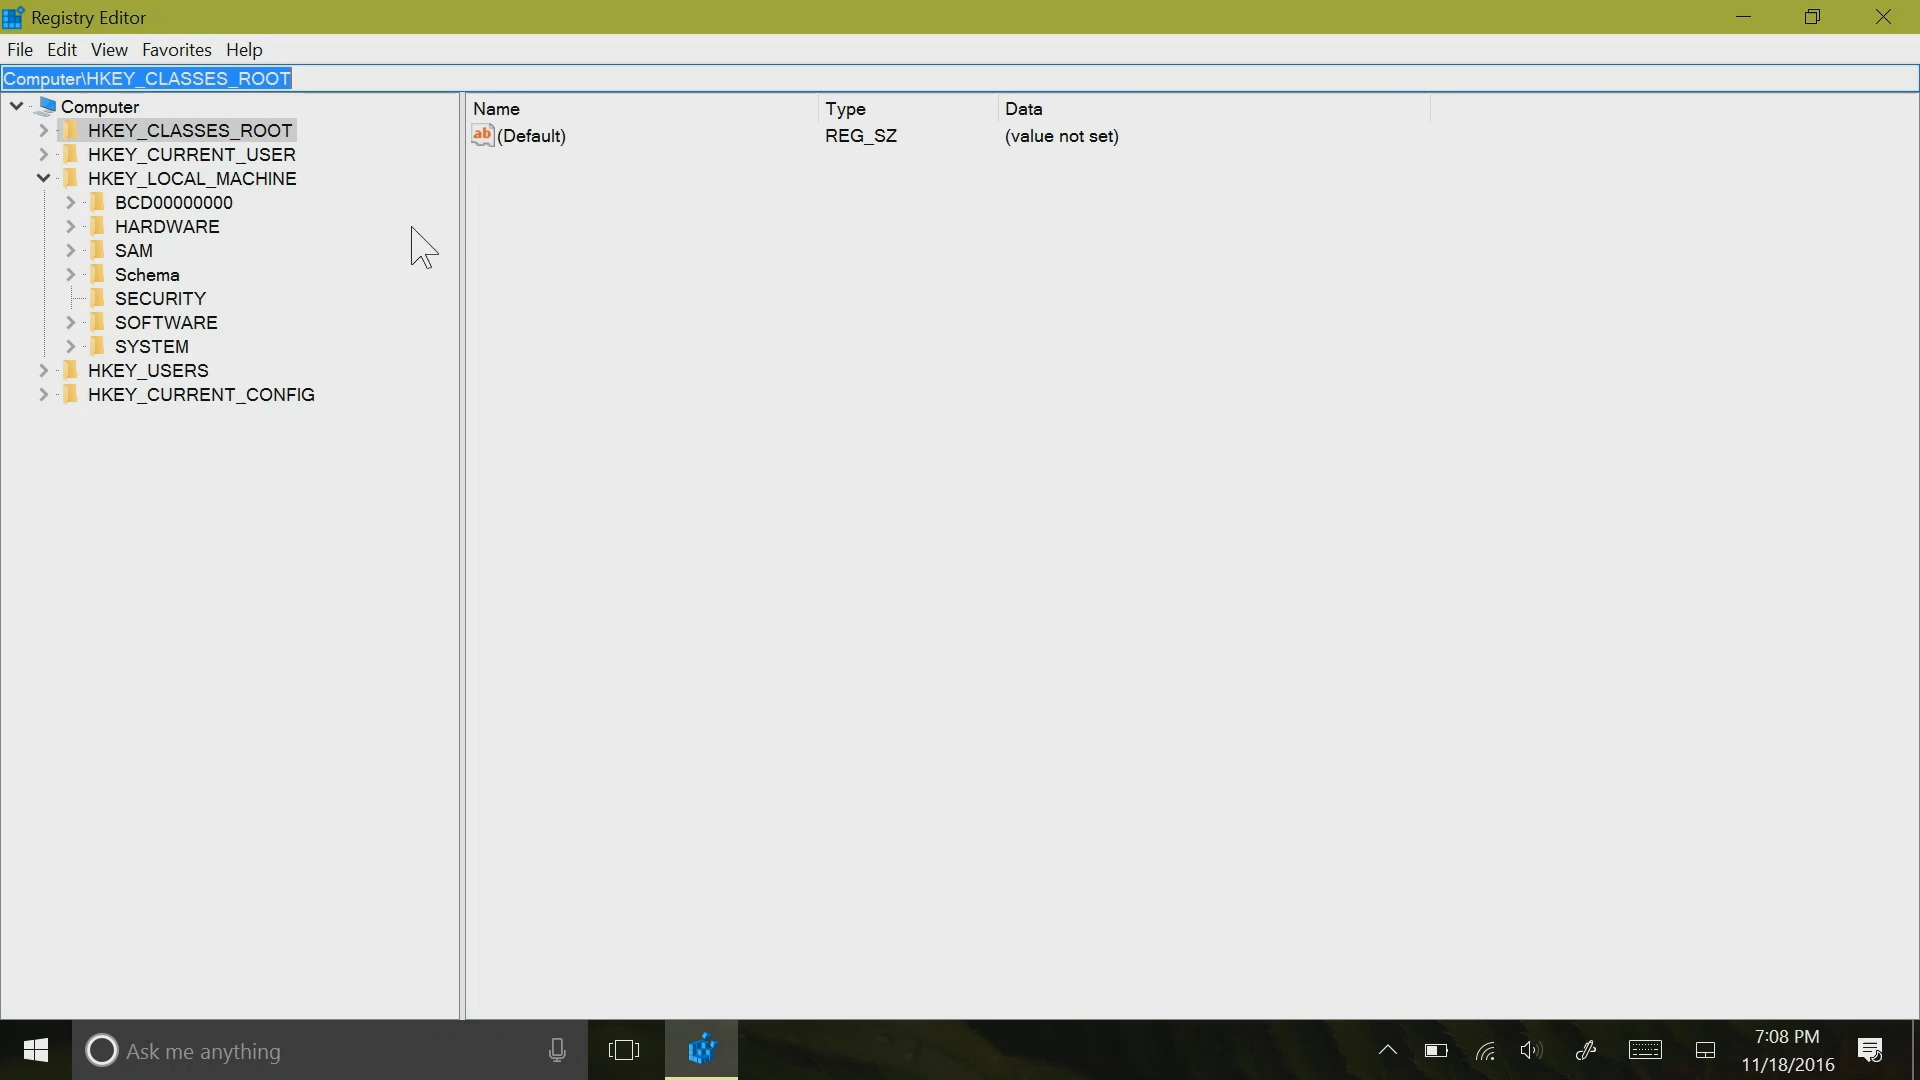 Registry Editor
File Edit View Favorites Help
Computer\HKEY_CLASSES_ROOT
Computer
HKEY_CLASSES_ROOT
HKEY_CURRENT_USER
HKEY_LOCAL_MACHINE
BCD00000000
HARDWARE
SAM
Schema
SECURITY
SOFTWARE
SYSTEM
HKEY_USERS
HKEY_CURRENT_CONFIG
Name Type Data
ab (Default) REG_SZ (value not set)
Ask me anything
7:08 PM
11/18/2016